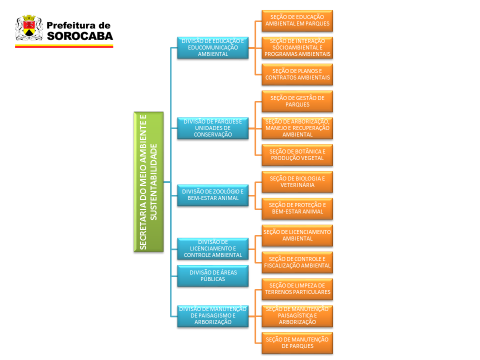 Prefeitura de
SOROCABA
SECRETARIA DO MEIO AMBIENTE E
SUSTENTABILIDADE
DIVISÃO DE EDUCAÇÃO E
EDUCOMUNICAÇÃO
AMBIENTAL
SEÇÃO DE EDUCAÇÃO
AMBIENTAL EM PARQUES
SEÇÃO DE INTERAÇÃO
SÓCIOAMBIENTAL E
PROGRAMAS AMBIENTAIS
SEÇÃO DE PLANOS E
CONTRATOS AMBIENTAIS
DIVISÃO DE PARQUES E
UNIDADES DE
CONSERVAÇÃO
SEÇÃO DE GESTÃO DE
PARQUES
SEÇÃO DE ARBORIZAÇÃO,
MANEJO E RECUPERAÇÃO
AMBIENTAL
SEÇÃO DE BOTÂNICA E
PRODUÇÃO VEGETAL
DIVISÃO DE ZOOLÓGIO E
BEM-ESTAR ANIMAL
SEÇÃO DE BIOLOGIA E
VETERINÁRIA
SEÇÃO DE PROTEÇÃO E
BEM-ESTAR ANIMAL
DIVISÃO DE
LICENCIAMENTO E
CONTROLE AMBIENTAL
SEÇÃO DE LICENCIAMENTO
AMBIENTAL
SEÇÃO DE CONTROLE E
FISCALIZAÇÃO AMBIENTAL
DIVISÃO DE ÁREAS
PÚBLICAS
DIVISÃO DE MANUTENÇÃO
DE PAISAGISMO E
ARBORIZAÇÃO
SEÇÃO DE LIMPEZA DE
TERRENOS PARTICULARES
SEÇÃO DE MANUTENÇÃO
PAISAGÍSTICA E
ARBORIZAÇÃO
SEÇÃO DE MANUTENÇÃO
DE PARQUES